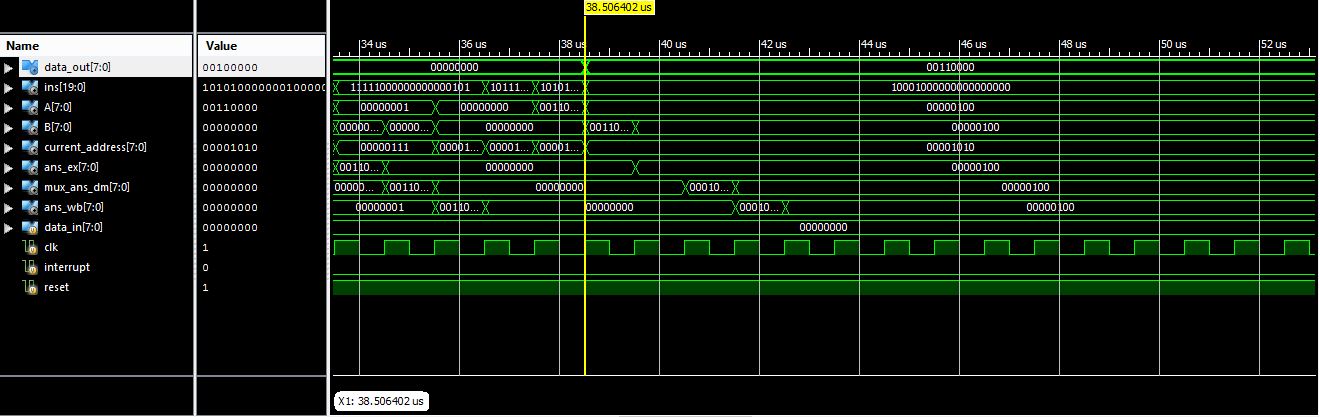 38.506402 us
Name Value 34 us 36 us 38 us 40 us 42 us 44 us 46 us 48 us 50 us 52 us
data_out[7:0] 00100000 00000000 00110000
ins[19:0] 10101000000000100000 11111000000000000101 10111... 10101... 10001000000000000000
A[7:0] 00110000 00000001 00000000 00110... 00000100
B[7:0] 00000000 00000... 00000... 00000000 00110... 00000100
current_address[7:0] 00001010 00000111 00001... 00001... 00001... 00001010
ans_ex[7:0] 00000000 00110... 00000000 00000100
mux_ans_dm[7:0] 00000000 00000... 00110... 00000000 00010... 00000100
ans_wb[7:0] 00000000 00000001 00110... 00000000 00010... 00000100
data_in[7:0] 00000000 00000000
clk 1
interrupt 0
reset 1
X1: 38.506402 us